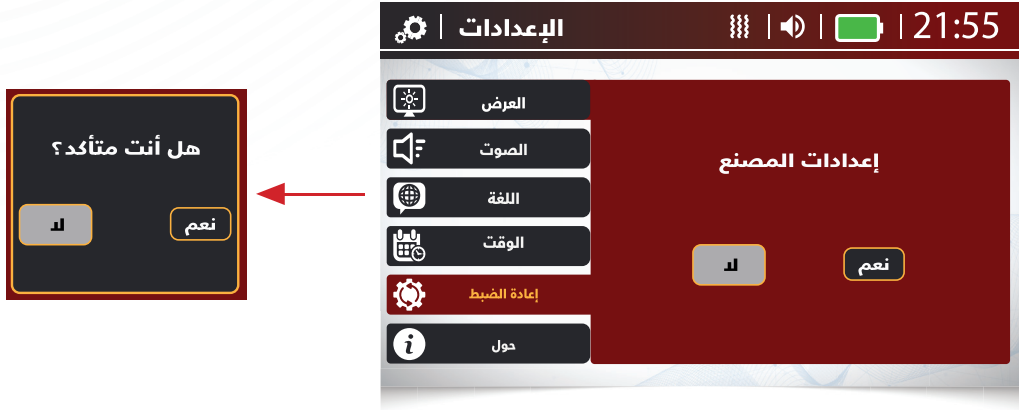 الإعدادات
21:55
العرض
الصوت
اللغة
الوقت
إعادة الضبط
حول
إعدادات المصنع
نعم
لا
هل أنت متأكد؟
نعم
لا